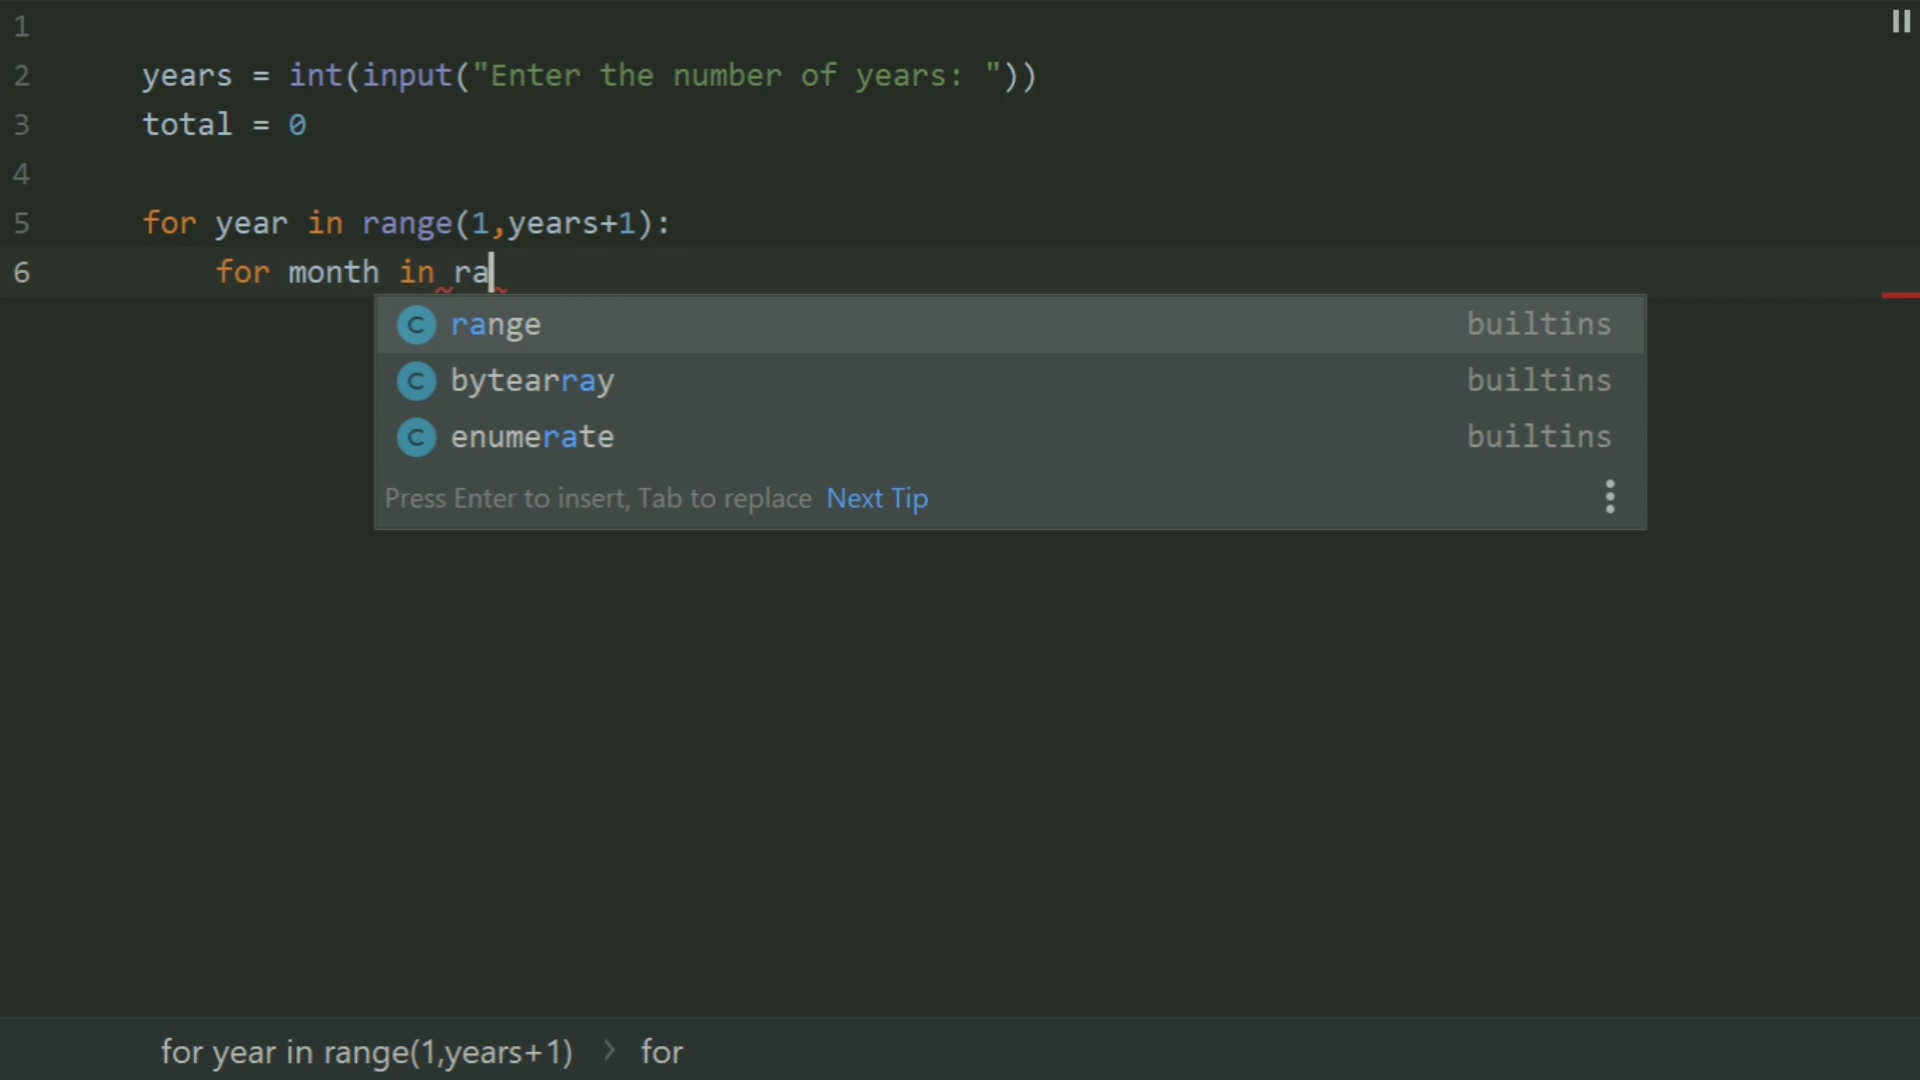 1
2 years = int(input("Enter the number of years: "))
3 total = 0
4
5 for year in range(1,years+1):
6 for month in ra
C range builtins
C bytearray builtins
C enumerate builtins
Press Enter to insert, Tab to replace Next Tip
for year in range(1,years+1) > for